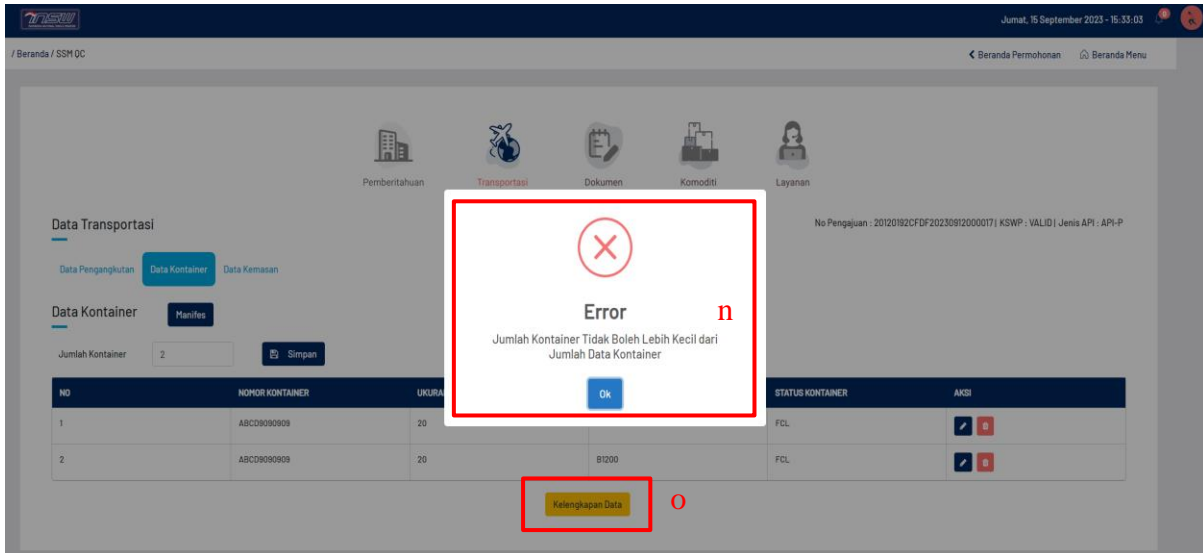 INSW
Jumat, 15 September 2023 - 15:33:03
0
/ Beranda / SSM QC
Beranda Permohonan
Beranda Menu
Pemberitahuan
Transportasi
Dokumen
Komoditi
Layanan
Data Transportasi
No Pengajuan : 20120192CFDF20230912000017 | KSWP : VALID | Jenis API : API-P
Data Pengangkutan
Data Kontainer
Data Kemasan
Data Kontainer
Manifes
Jumlah Kontainer
2
Simpan
Error
n
Jumlah Kontainer Tidak Boleh Lebih Kecil dari
Jumlah Data Kontainer
Ok
NO
NOMOR KONTAINER
UKURA
STATUS KONTAINER
AKSI
1
ABCD9090909
20
FCL
2
ABCD9090909
20
B1200
FCL
Kelengkapan Data
o